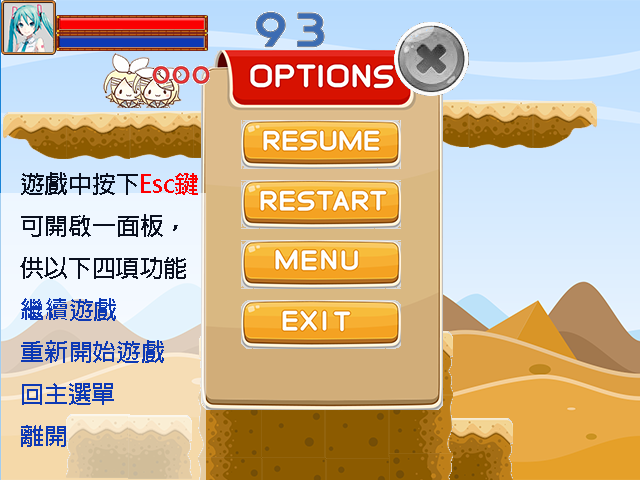 93
000
OPTIONS
RESUME
RESTART
MENU
EXIT
遊戲中按下Esc鍵
可開啟一面板，
供以下四項功能
繼續遊戲
重新開始遊戲
回主選單
離開